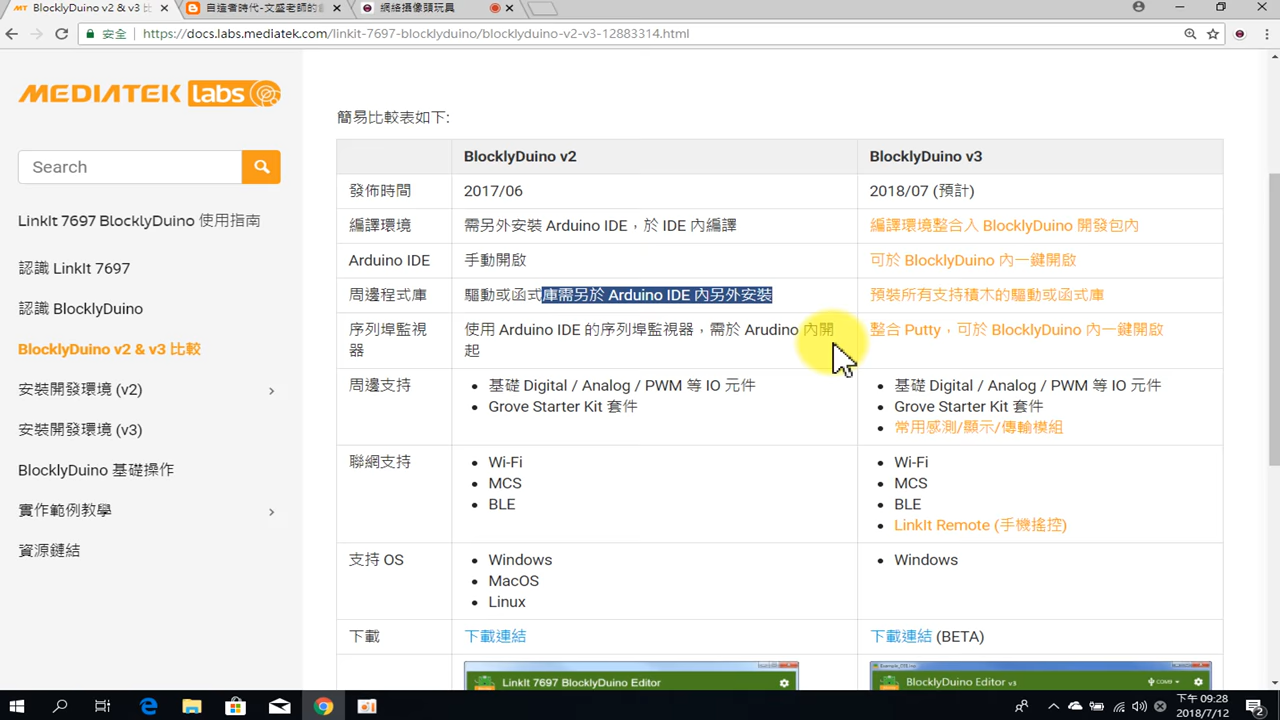 BlocklyDuino v2 & v3 比
自造者時代-文盛老師的創
網絡攝像頭玩具
安全
https://docs.labs.mediatek.com/linkit-7697-blocklyduino/blocklyduino-v2-v3-12883314.html
MEDIATEK labs
Search
LinkIt 7697 BlocklyDuino 使用指南
認識 LinkIt 7697
認識 BlocklyDuino
BlocklyDuino v2 & v3 比較
安裝開發環境 (v2)
安裝開發環境 (v3)
BlocklyDuino 基礎操作
實作範例教學
資源鏈結
簡易比較表如下:
BlocklyDuino v2
BlocklyDuino v3
發佈時間
2017/06
2018/07 (預計)
編譯環境
需另外安裝 Arduino IDE，於 IDE 內編譯
編譯環境整合入 BlocklyDuino 開發包內
Arduino IDE
手動開啟
可於 BlocklyDuino 內一鍵開啟
周邊程式庫
驅動或函式庫需另於 Arduino IDE 內另外安裝
預裝所有支持積木的驅動或函式庫
序列埠監視
器
使用 Arduino IDE 的序列埠監視器，需於 Arudino 內開
起
整合 Putty，可於 BlocklyDuino 內一鍵開啟
周邊支持
• 基礎 Digital / Analog / PWM 等 IO 元件
• Grove Starter Kit 套件
• 基礎 Digital / Analog / PWM 等 IO 元件
• Grove Starter Kit 套件
• 常用感測/顯示/傳輸模組
聯網支持
• Wi-Fi
• MCS
• BLE
• Wi-Fi
• MCS
• BLE
• LinkIt Remote (手機搖控)
支持 OS
• Windows
• MacOS
• Linux
• Windows
下載
下載連結
下載連結 (BETA)
LinkIt 7697 BlocklyDuino Editor
BlocklyDuino Editor v3
下午 09:28
2018/7/12